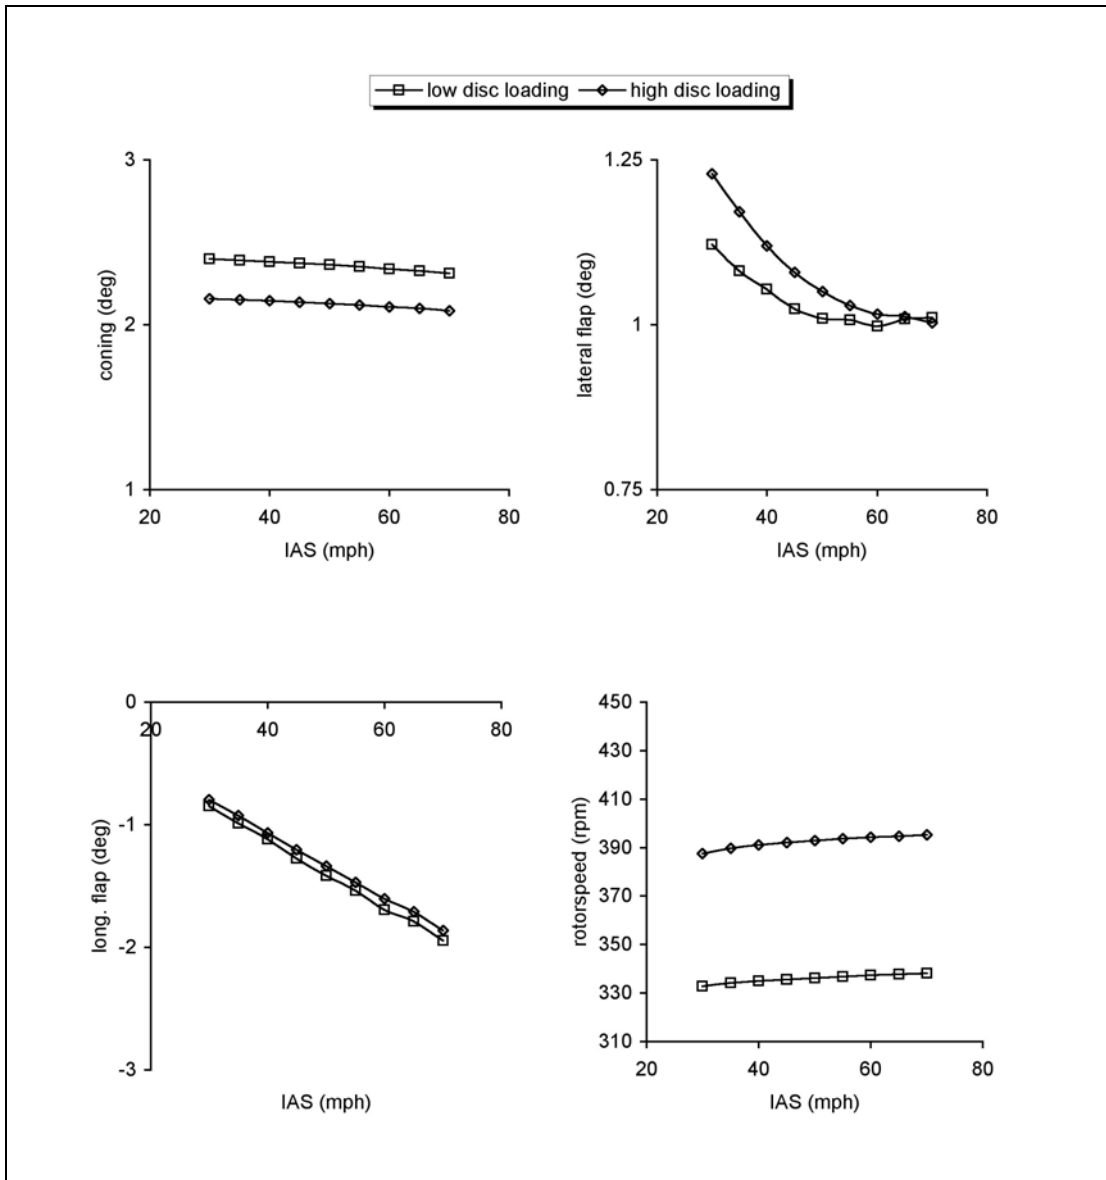 low disc loading high disc loading
3
2
1
coning (deg)
20 40 60 80
IAS (mph)
1.25
1
0.75
lateral flap (deg)
20 40 60 80
IAS (mph)
0
20 40 60 80
-1
-2
-3
long. flap (deg)
IAS (mph)
450
430
410
390
370
350
330
310
rotorspeed (rpm)
20 40 60 80
IAS (mph)